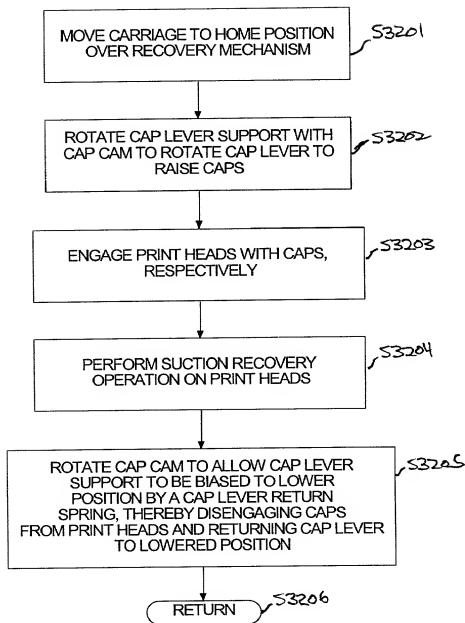 MOVE CARRIAGE TO HOME POSITION
OVER RECOVERY MECHANISM
S3201
ROTATE CAP LEVER SUPPORT WITH
CAP CAM TO ROTATE CAP LEVER TO
RAISE CAPS
S3202
ENGAGE PRINT HEADS WITH CAPS,
RESPECTIVELY
S3203
PERFORM SUCTION RECOVERY
OPERATION ON PRINT HEADS
S3204
ROTATE CAP CAM TO ALLOW CAP LEVER
SUPPORT TO BE BIASED TO LOWER
POSITION BY A CAP LEVER RETURN
SPRING, THEREBY DISENGAGING CAPS
FROM PRINT HEADS AND RETURNING CAP LEVER
TO LOWERED POSITION
S3205
RETURN
S3206